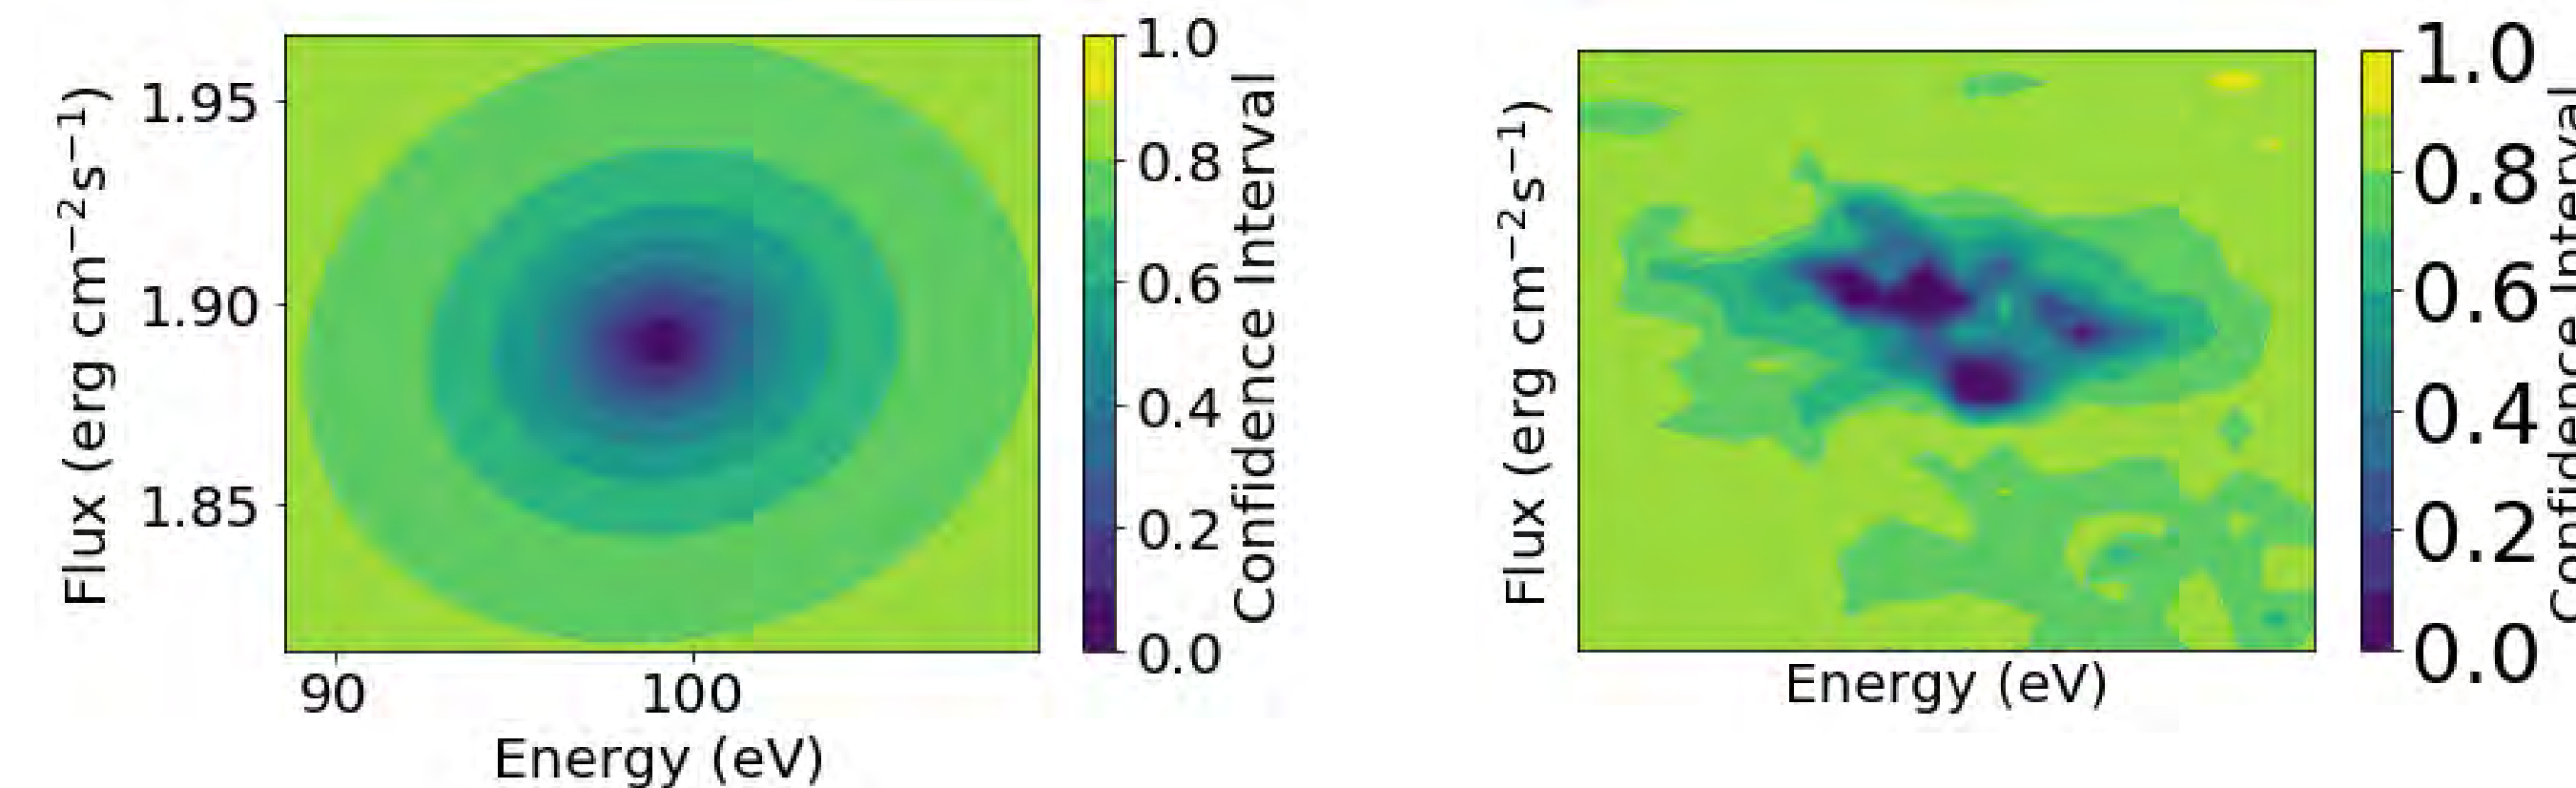 Flux (erg cm⁻²s⁻¹)
1.95
1.90
1.85
90
100
Energy (eV)
1.0
0.8
0.6
0.4
0.2
0.0
Confidence Interval
Flux (erg cm⁻²s⁻¹)
Energy (eV)
1.0
0.8
0.6
0.4
0.2
0.0
Confidence Interval